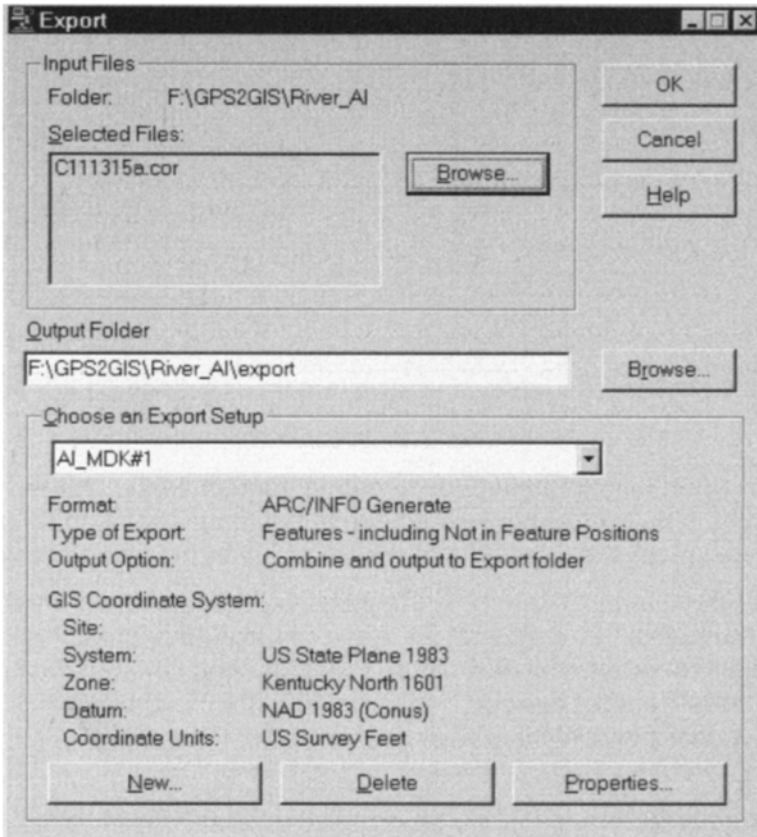 Export
Input Files
Folder: F:\GPS2GIS\River_AI
Selected Files:
C111315a.cor
Browse...
OK
Cancel
Help
Output Folder
F:\GPS2GIS\River_AI\export
Browse...
Choose an Export Setup
AI_MDK#1
Format: ARC/INFO Generate
Type of Export: Features - including Not in Feature Positions
Output Option: Combine and output to Export folder
GIS Coordinate System:
Site:
System: US State Plane 1983
Zone: Kentucky North 1601
Datum: NAD 1983 (Conus)
Coordinate Units: US Survey Feet
New... Delete Properties...